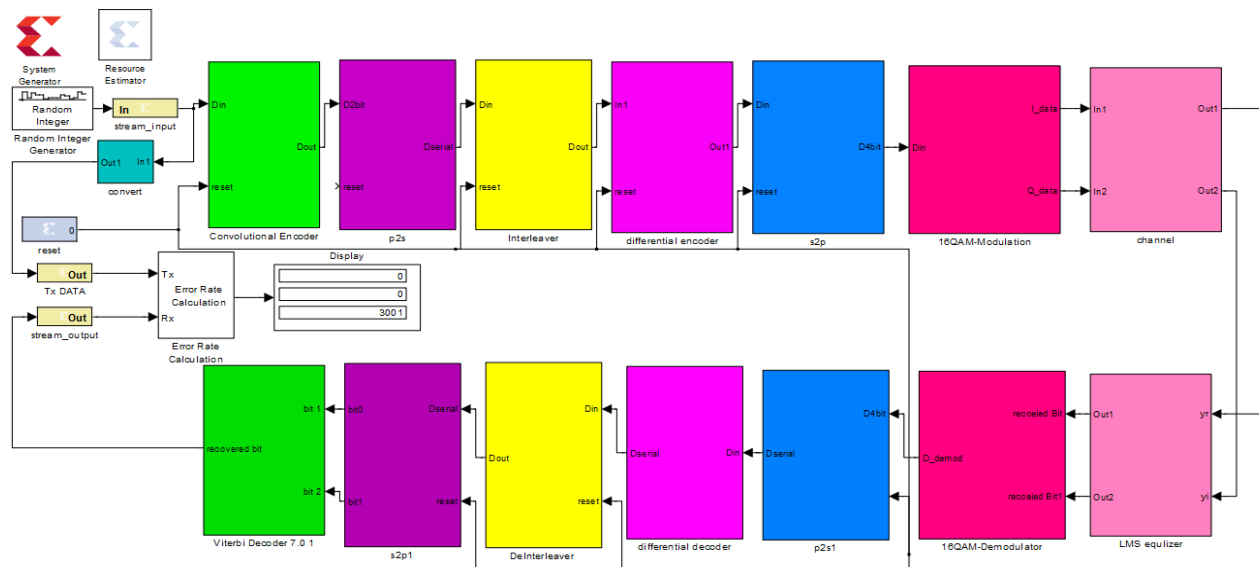 System
Generator
Resource
Estimator
Random
Integer
Random Integer
Generator
In
stream_input
Out1
In1
convert
0
reset
Out
Tx DATA
Out
stream_output
Tx
Rx
Error Rate
Calculation
Error Rate
Calculation
Display
0
0
3001
Din
reset
Dout
Convolutional Encoder
D2bit
reset
Dserial
p2s
Din
reset
Dout
Interleaver
In1
reset
Out1
differential encoder
Din
reset
D4bit
s2p
Din
I_data
Q_data
16QAM-Modulation
In1
In2
Out1
Out2
channel
bit 1
bit 2
recovered bit
Viterbi Decoder 7.0 1
bit0
bit1
Dserial
reset
s2p1
Din
Dout
reset
DeInterleaver
Dserial
Din
differential decoder
D4bit
Dserial
p2s1
recoeied Bit
D_demod
recoeied Bit1
16QAM-Demodulator
Out1
Out2
yr
yi
LMS equlizer